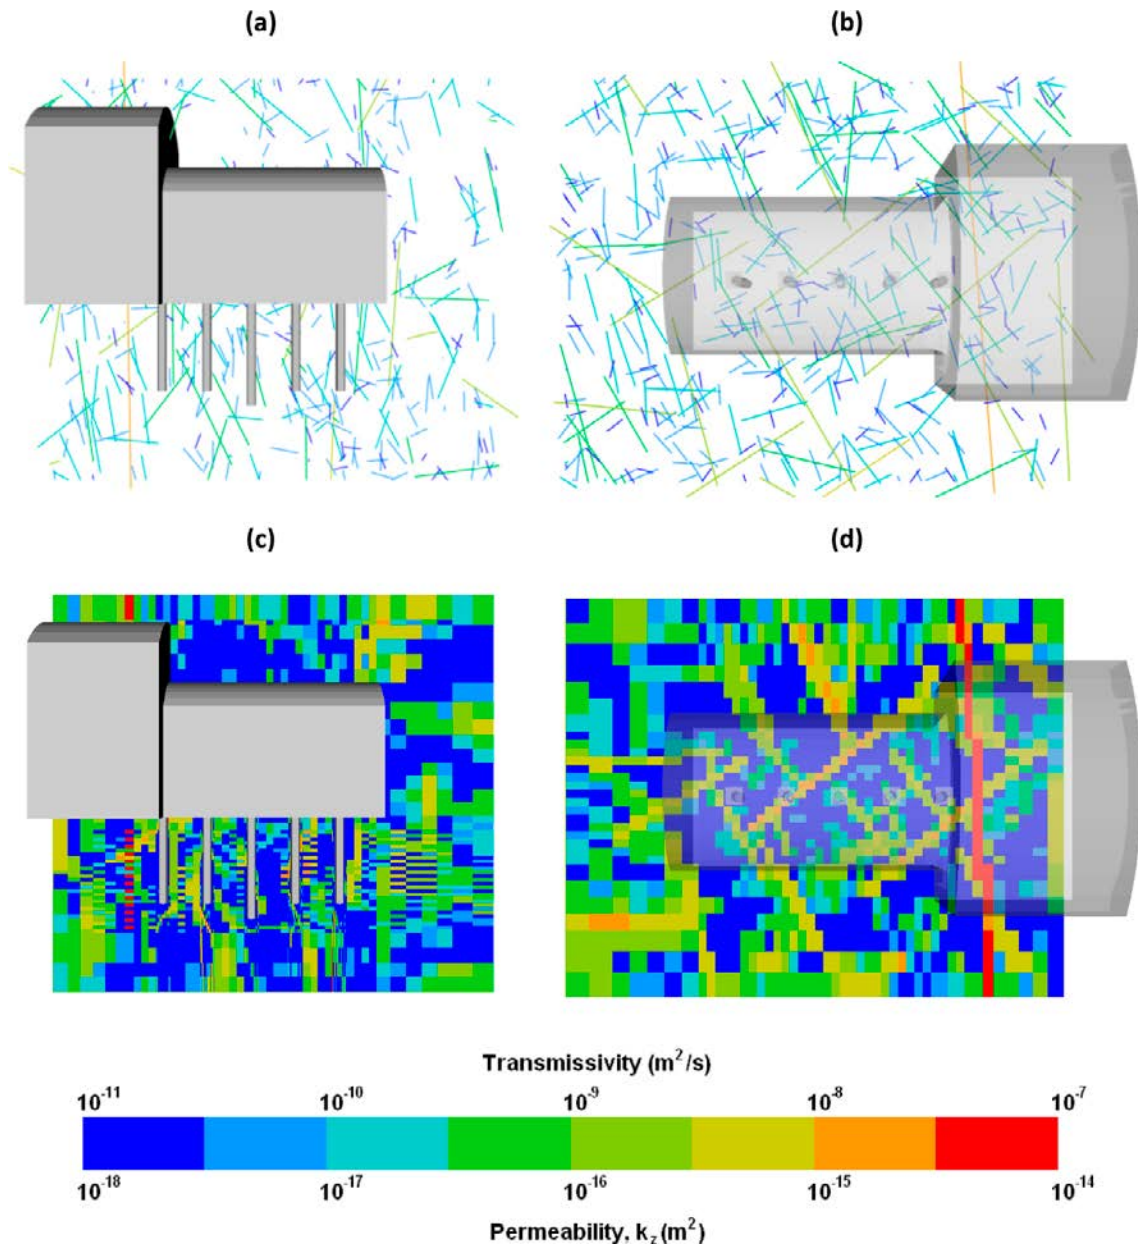 (a) (b)
(c) (d)
Transmissivity (m²/s)
10⁻¹¹ 10⁻¹⁰ 10⁻⁹ 10⁻⁸ 10⁻⁷
10⁻¹⁸ 10⁻¹⁷ 10⁻¹⁶ 10⁻¹⁵ 10⁻¹⁴
Permeability, k_z (m²)